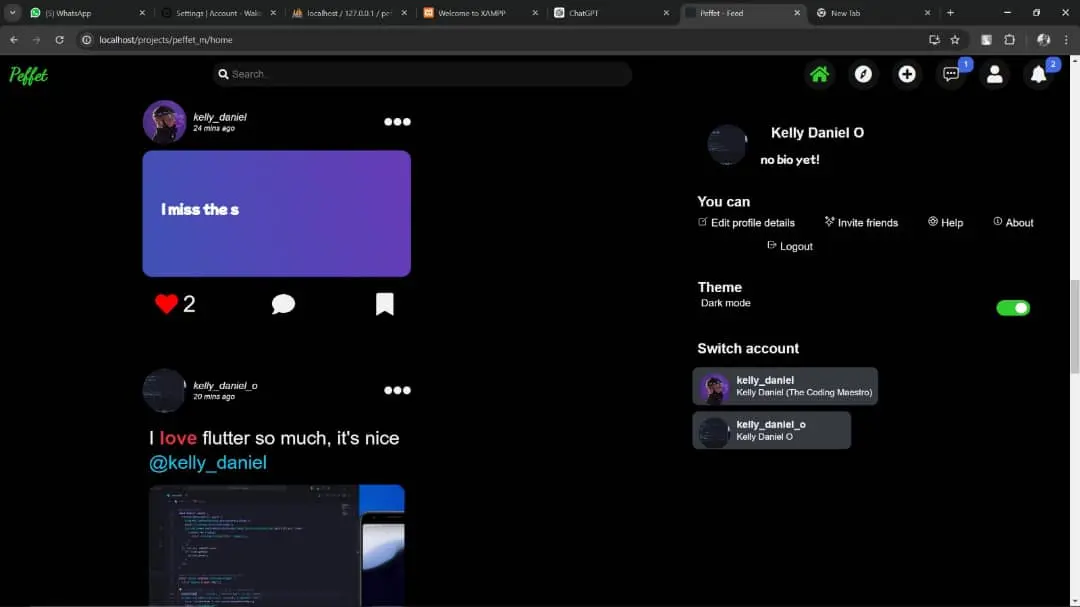 (5) WhatsApp
Settings | Account - Wak
localhost / 127.0.0.1 / pef
Welcome to XAMPP
ChatGPT
Peffet - Feed
New Tab
localhost/projects/peffet_m/home
Peffet
Search..
1
2
kelly_daniel
24 mins ago
I miss the s
2
kelly_daniel_o
20 mins ago
I love flutter so much, it's nice
@kelly_daniel
Kelly Daniel O
no bio yet!
You can
Edit profile details
Invite friends
Help
About
Logout
Theme
Dark mode
Switch account
kelly_daniel
Kelly Daniel (The Coding Maestro)
kelly_daniel_o
Kelly Daniel O